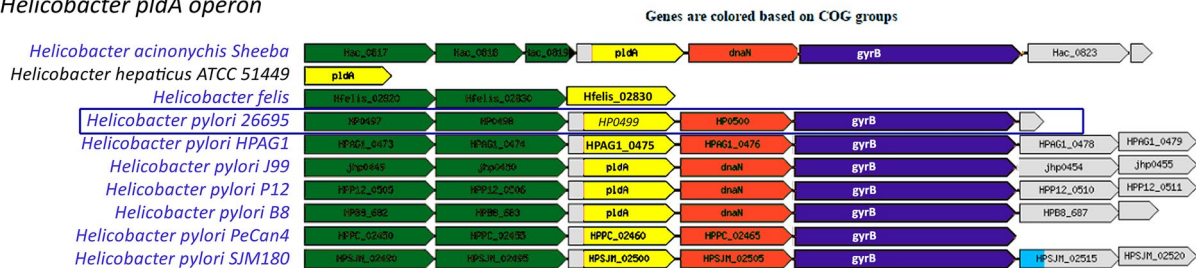 Helicobacter pldA operon
Genes are colored based on COG groups
Helicobacter acinonychis Sheeba Hac_0817 Hac_0818 Hac_0819 pldA dnaN gyrB Hac_0823
Helicobacter hepaticus ATCC 51449 pldA
Helicobacter felis Hfelis_02820 Hfelis_02830 Hfelis_02830
Helicobacter pylori 26695 HP0497 HP0498 HP0499 HP0500 gyrB
Helicobacter pylori HPAG1 HPAG1_0473 HPAG1_0474 HPAG1_0475 HPAG1_0476 gyrB HPAG1_0478 HPAG1_0479
Helicobacter pylori J99 jhp0449 jhp0450 pldA dnaN gyrB jhp0454 jhp0455
Helicobacter pylori P12 HPP12_0505 HPP12_0506 pldA dnaN gyrB HPP12_0510 HPP12_0511
Helicobacter pylori B8 HPB8_682 HPB8_683 pldA dnaN gyrB HPB8_687
Helicobacter pylori PeCan4 HPPC_02450 HPPC_02455 HPPC_02460 HPPC_02465 gyrB
Helicobacter pylori SJM180 HPSJM_02490 HPSJM_02495 HPSJM_02500 HPSJM_02505 gyrB HPSJM_02515 HPSJM_02520